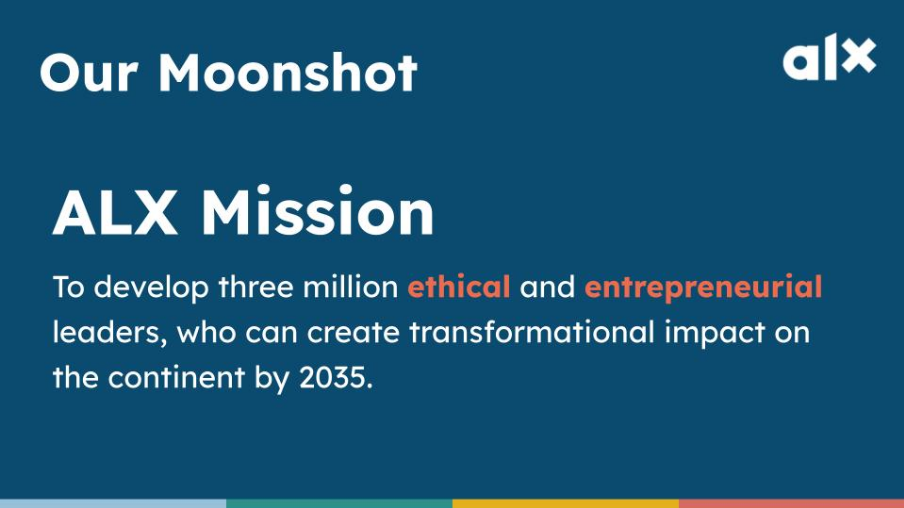 Our Moonshot
alx
ALX Mission
To develop three million ethical and entrepreneurial
leaders, who can create transformational impact on
the continent by 2035.